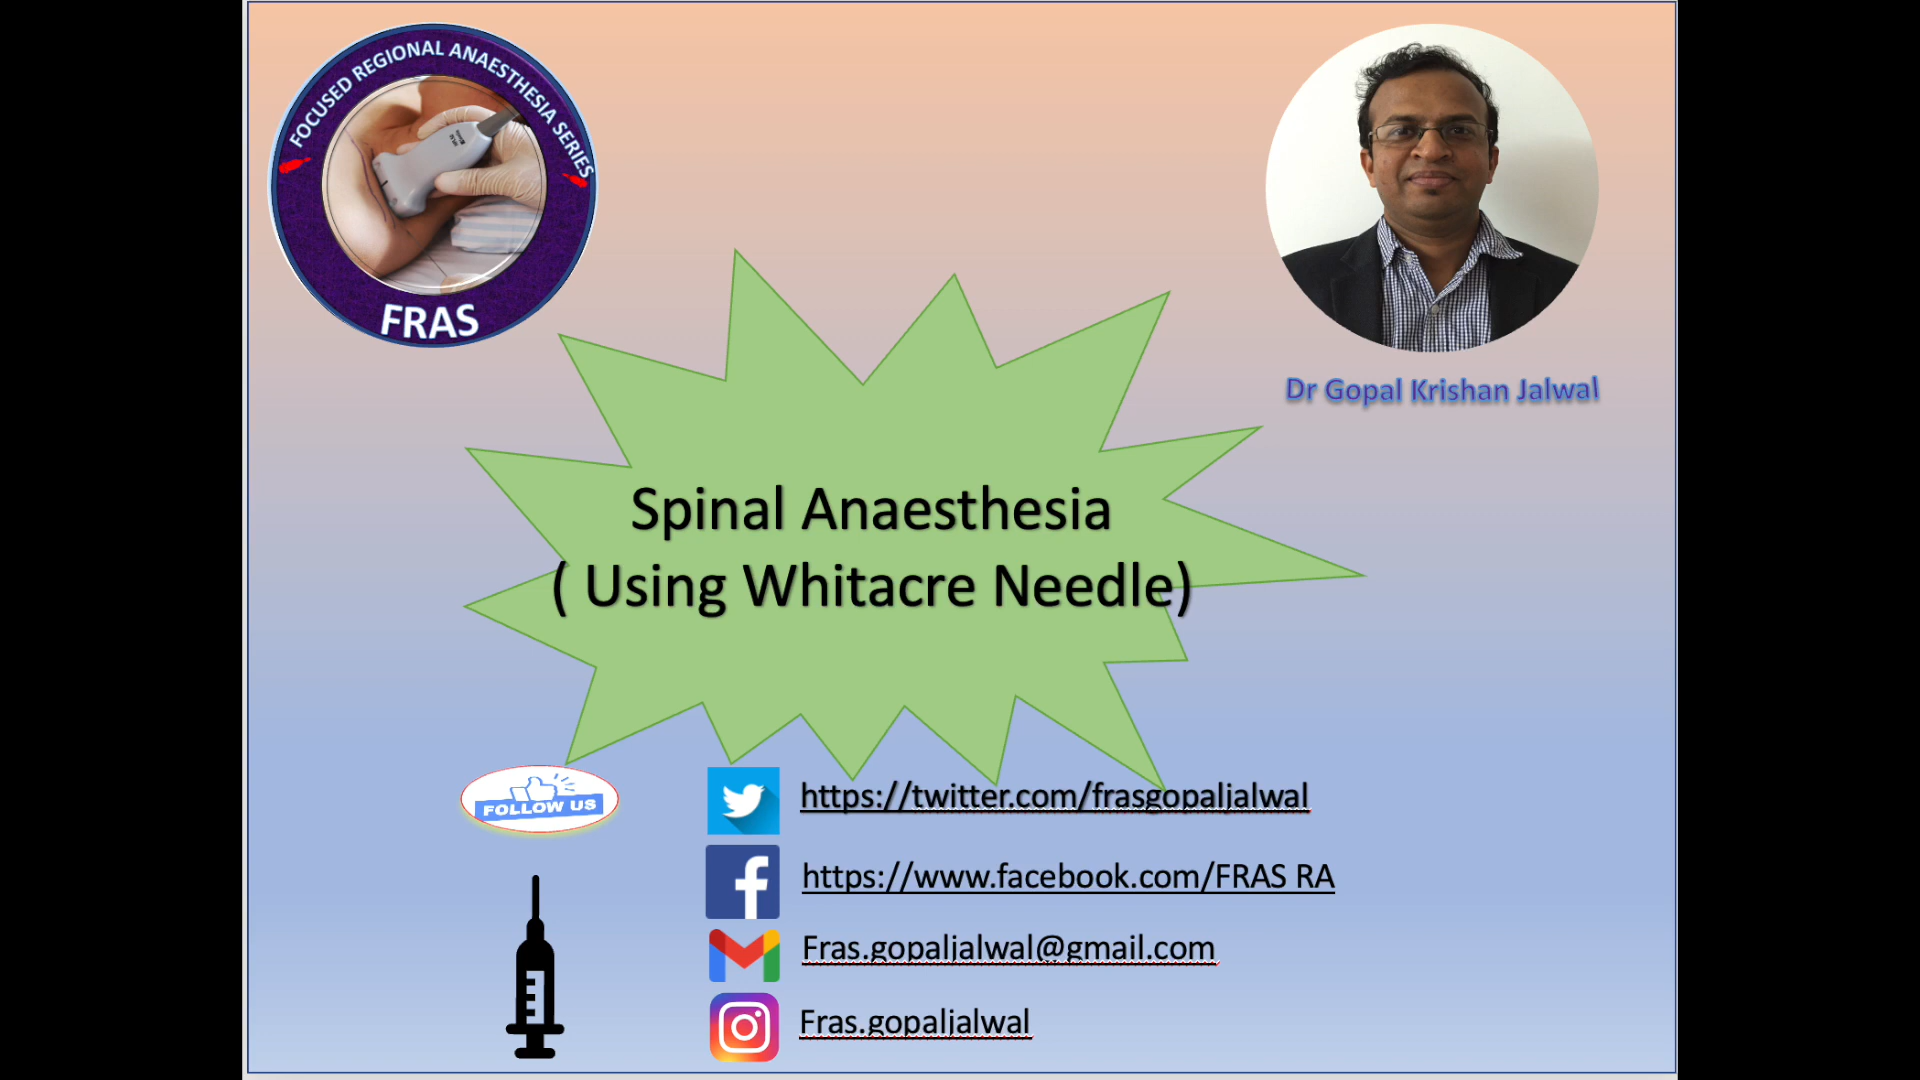 FOCUSED REGIONAL ANAESTHESIA SERIES
FRAS
Dr Gopal Krishan Jalwal
Spinal Anaesthesia
( Using Whitacre Needle)
FOLLOW US
https://twitter.com/frasgopaljalwal
https://www.facebook.com/FRAS RA
Fras.gopaljalwal@gmail.com
Fras.gopaljalwal